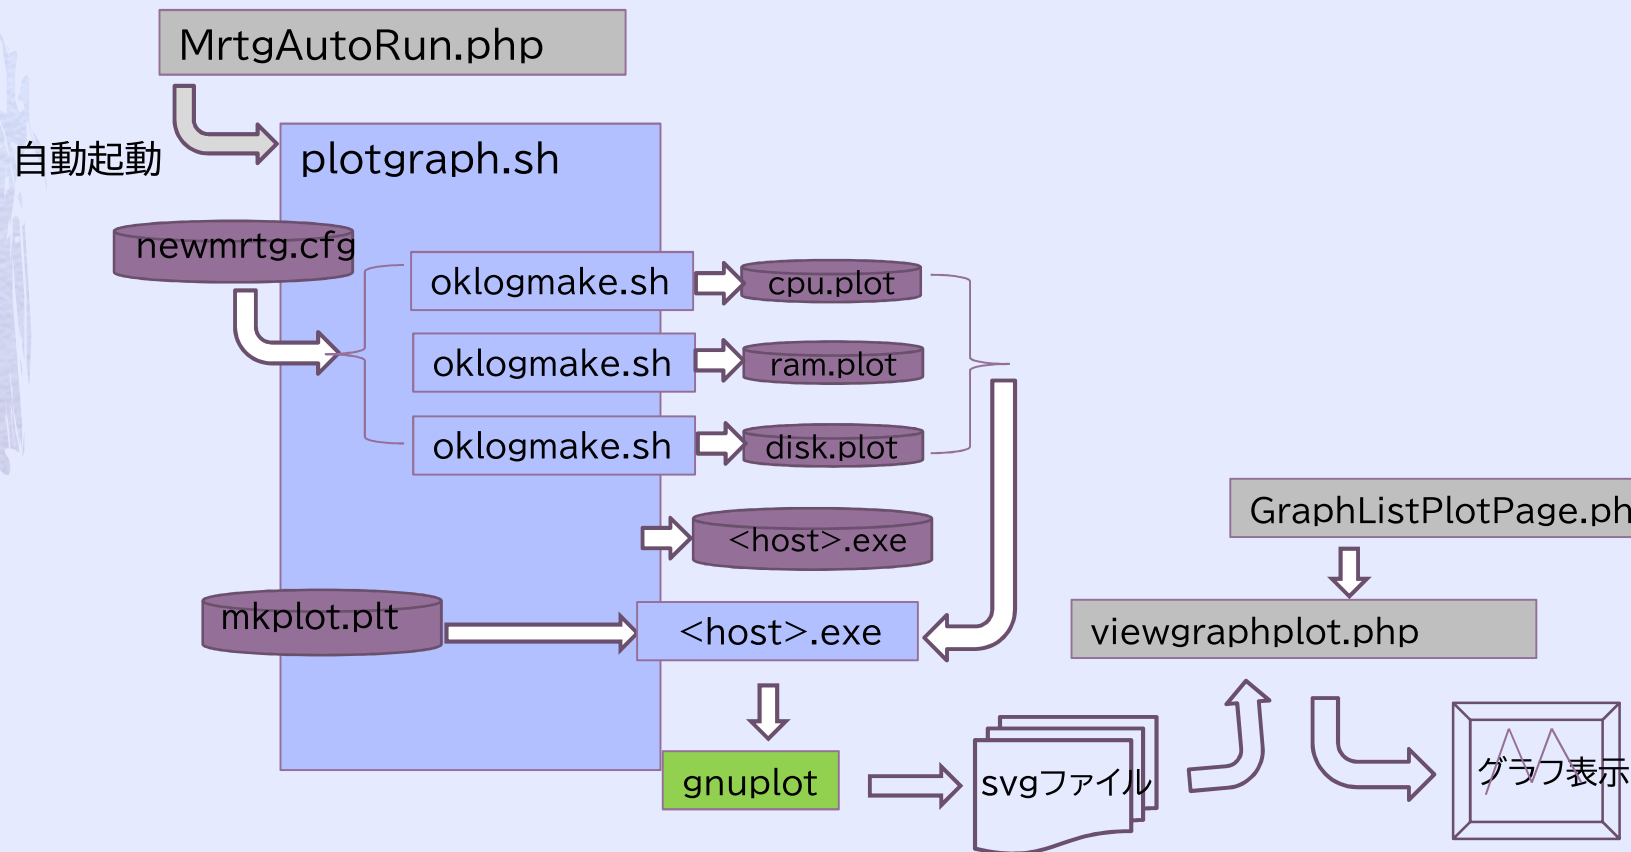 MrtgAutoRun.php
自動起動
plotgraph.sh
newmrtg.cfg
oklogmake.sh
cpu.plot
oklogmake.sh
ram.plot
oklogmake.sh
disk.plot
<host>.exe
GraphListPlotPage.ph
mkplot.plt
<host>.exe
viewgraphplot.php
gnuplot
svgファイル
グラフ表示